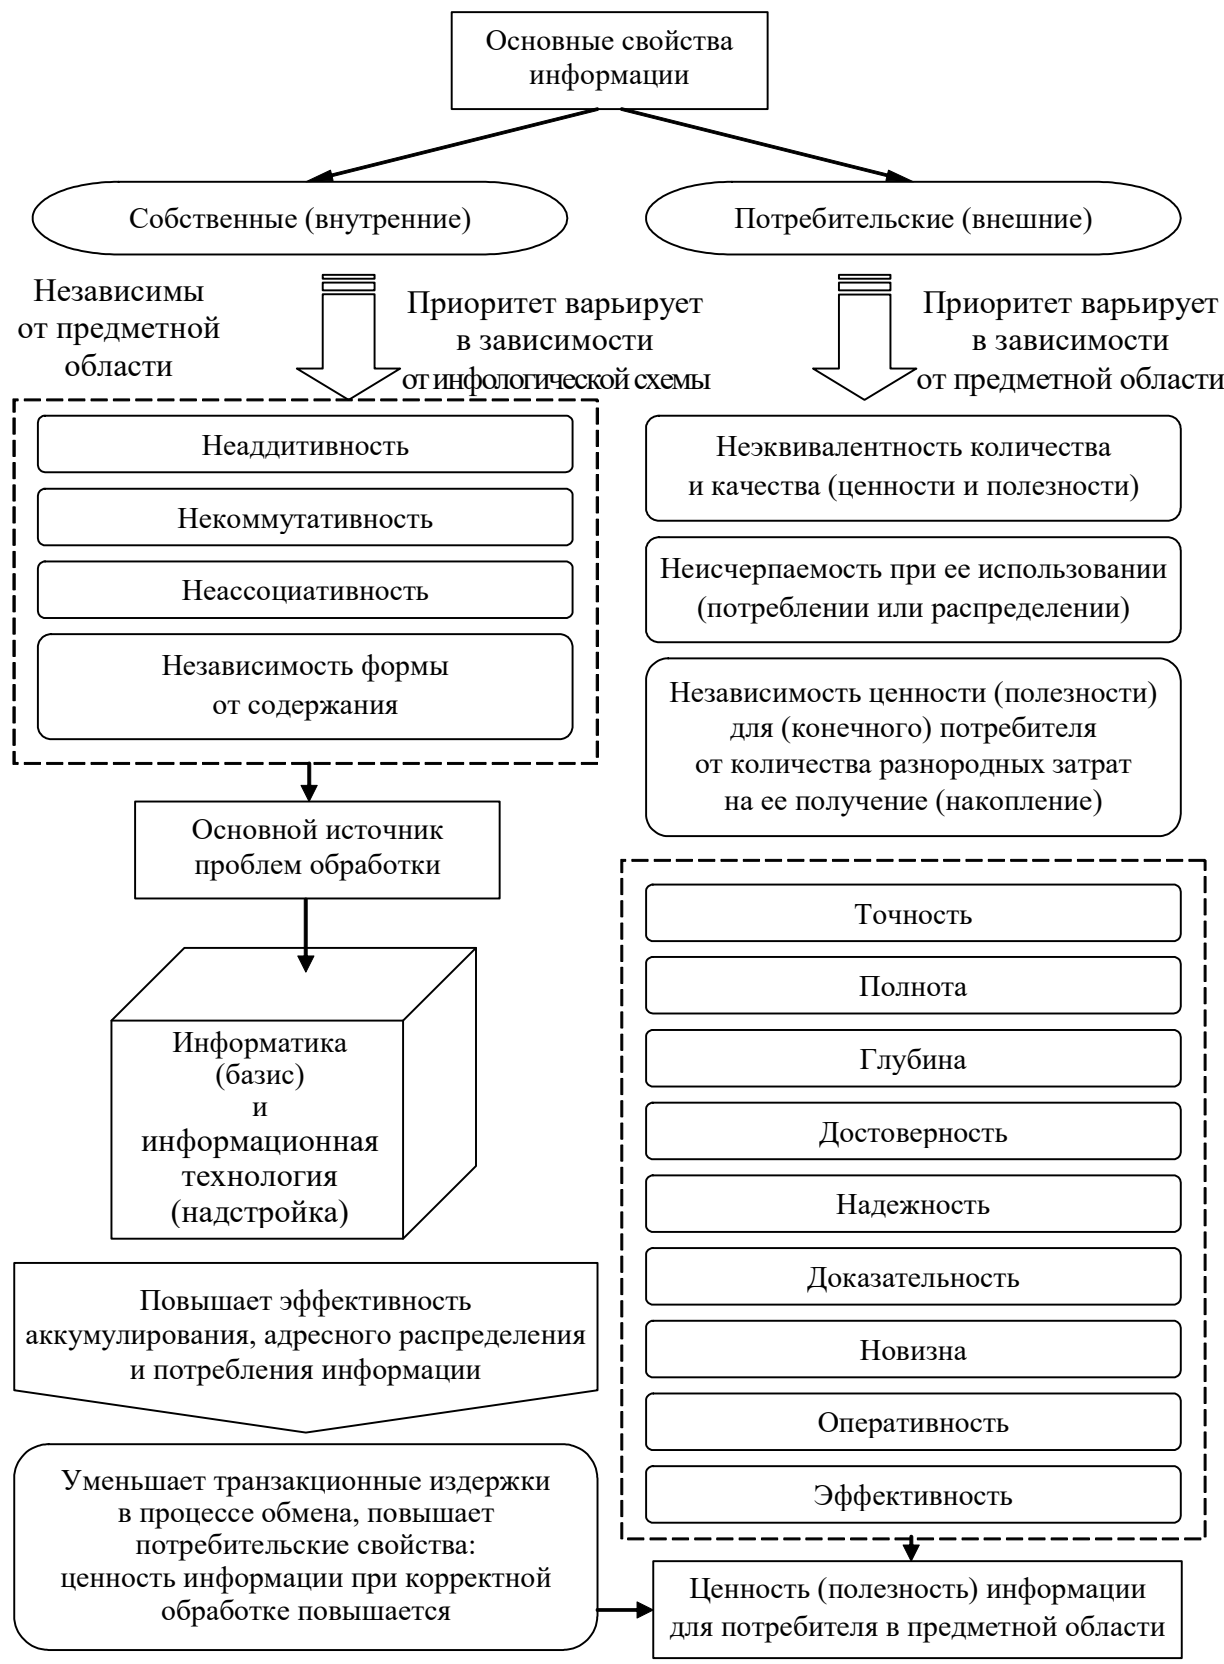 Основные свойства
информации
Собственные (внутренние)
Потребительские (внешние)
Независимы
от предметной
области
Приоритет варьирует
в зависимости
от инфологической схемы
Приоритет варьирует
в зависимости
от предметной области
Неаддитивность
Некоммутативность
Неассоциативность
Независимость формы
от содержания
Основной источник
проблем обработки
Информатика
(базис)
и
информационная
технология
(надстройка)
Повышает эффективность
аккумулирования, адресного распределения
и потребления информации
Уменьшает транзакционные издержки
в процессе обмена, повышает
потребительские свойства:
ценность информации при корректной
обработке повышается
Неэквивалентность количества
и качества (ценности и полезности)
Неисчерпаемость при ее использовании
(потреблении или распределении)
Независимость ценности (полезности)
для (конечного) потребителя
от количества разнородных затрат
на ее получение (накопление)
Точность
Полнота
Глубина
Достоверность
Надежность
Доказательность
Новизна
Оперативность
Эффективность
Ценность (полезность) информации
для потребителя в предметной области